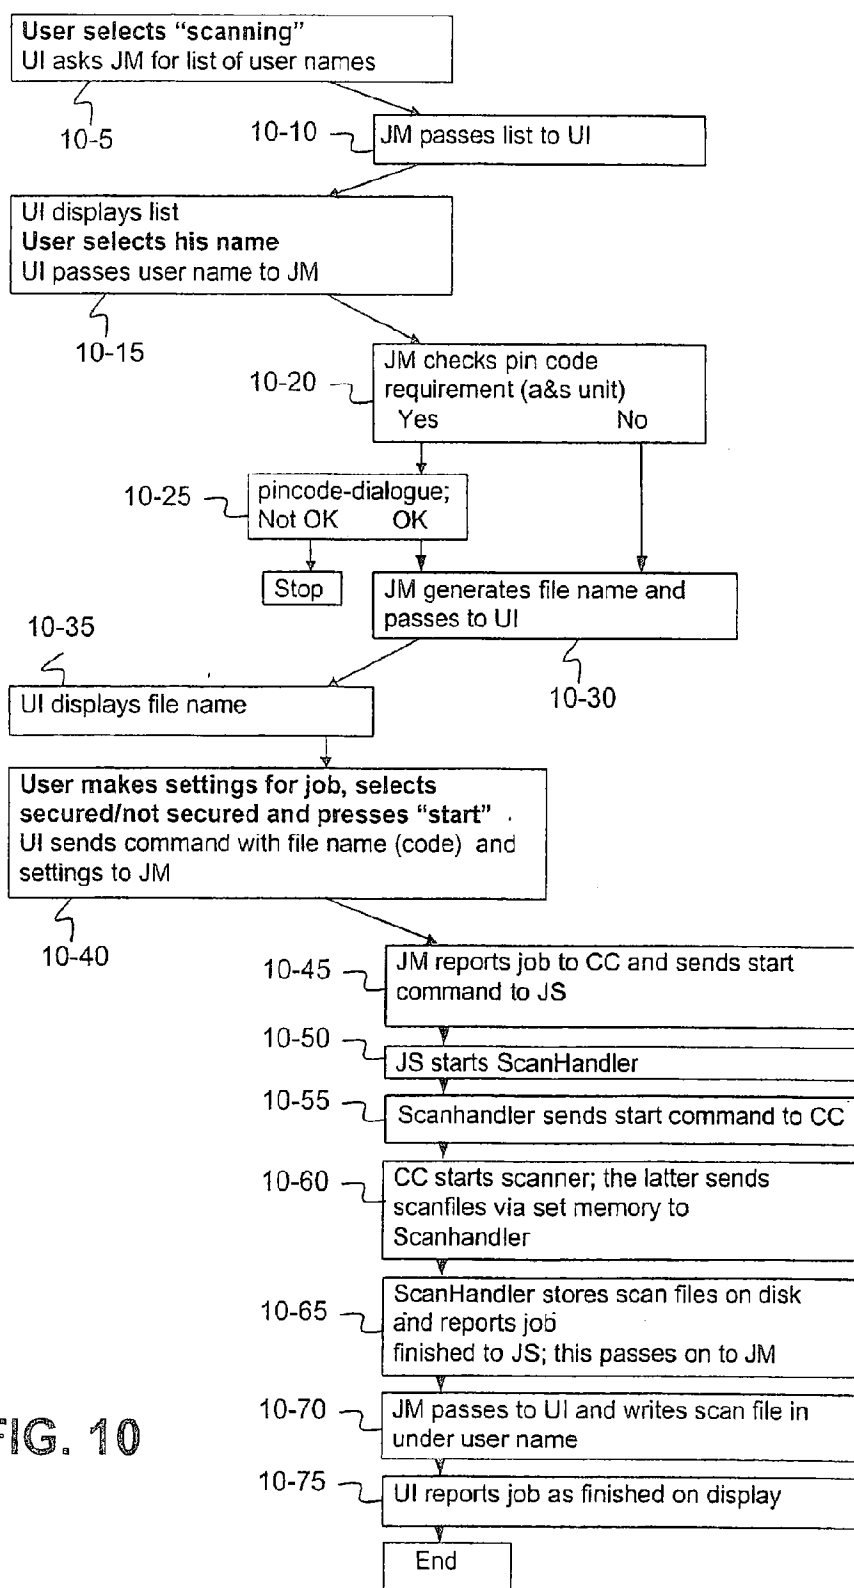 User selects “scanning”
UI asks JM for list of user names
10-5
10-10
JM passes list to UI
UI displays list
User selects his name
UI passes user name to JM
10-15
10-20
JM checks pin code
requirement (a&s unit)
Yes No
10-25
pincode-dialogue;
Not OK OK
Stop
JM generates file name and
passes to UI
10-30
10-35
UI displays file name
User makes settings for job, selects
secured/not secured and presses “start”
UI sends command with file name (code) and
settings to JM
10-40
10-45
JM reports job to CC and sends start
command to JS
10-50
JS starts ScanHandler
10-55
Scanhandler sends start command to CC
10-60
CC starts scanner; the latter sends
scanfiles via set memory to
Scanhandler
10-65
ScanHandler stores scan files on disk
and reports job
finished to JS; this passes on to JM
10-70
JM passes to UI and writes scan file in
under user name
10-75
UI reports job as finished on display
End
FIG. 10